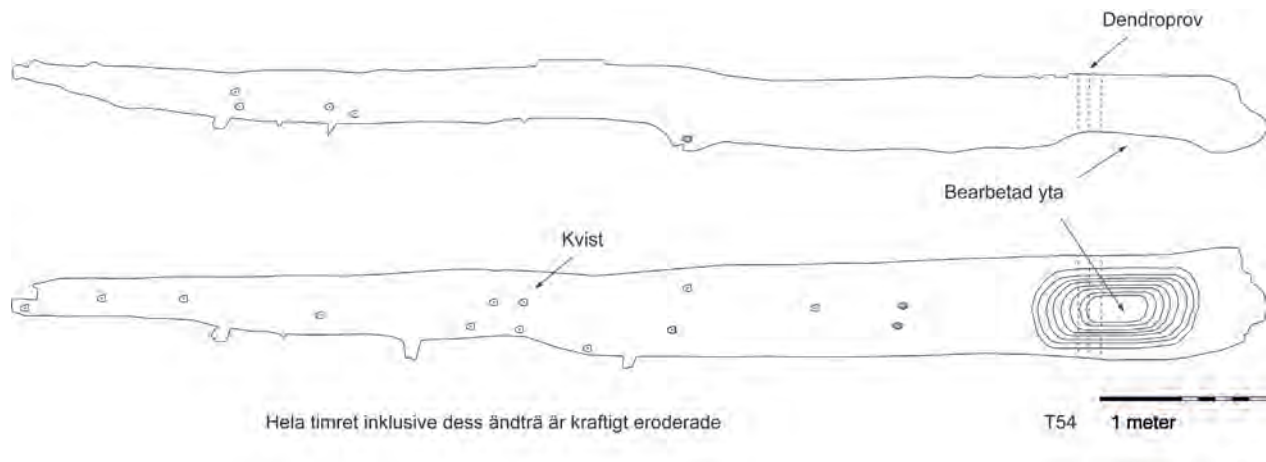 Dendroprov
Bearbetad yta
Kvist
Hela timret inklusive dess ändträ är kraftigt eroderade
T54 1 meter